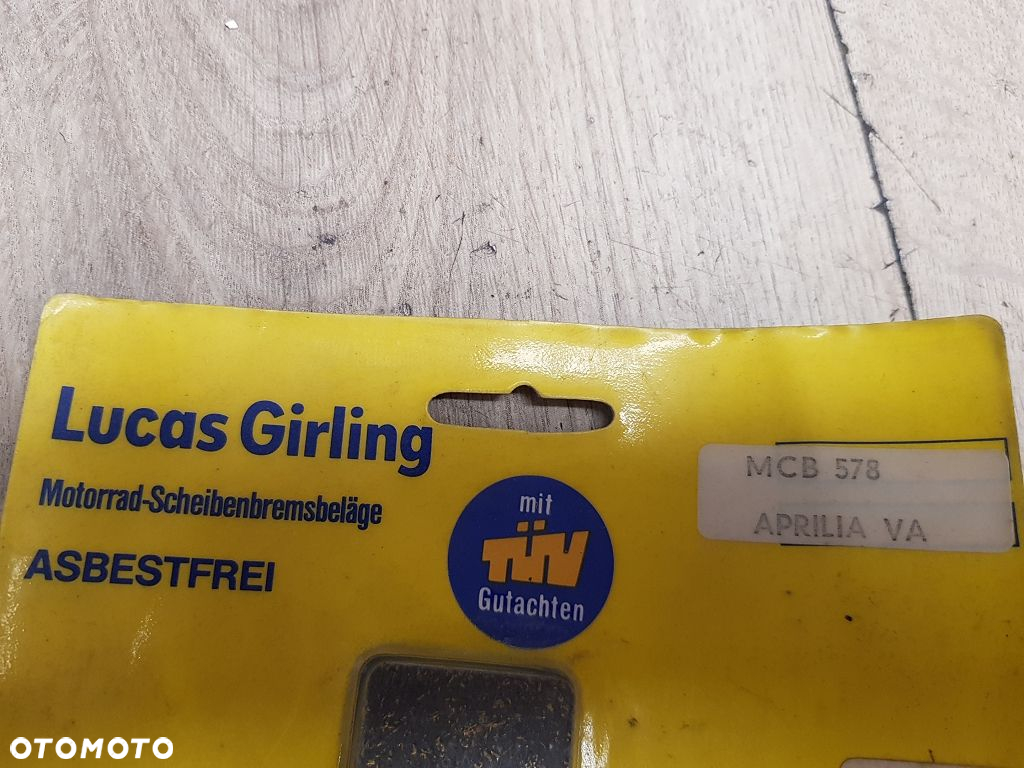 Lucas Girling
Motorrad-Scheibenbremsbeläge
ASBESTFREI
mit
TÜV
Gutachten
MCB 578
APRILIA VA
OTOMOTO